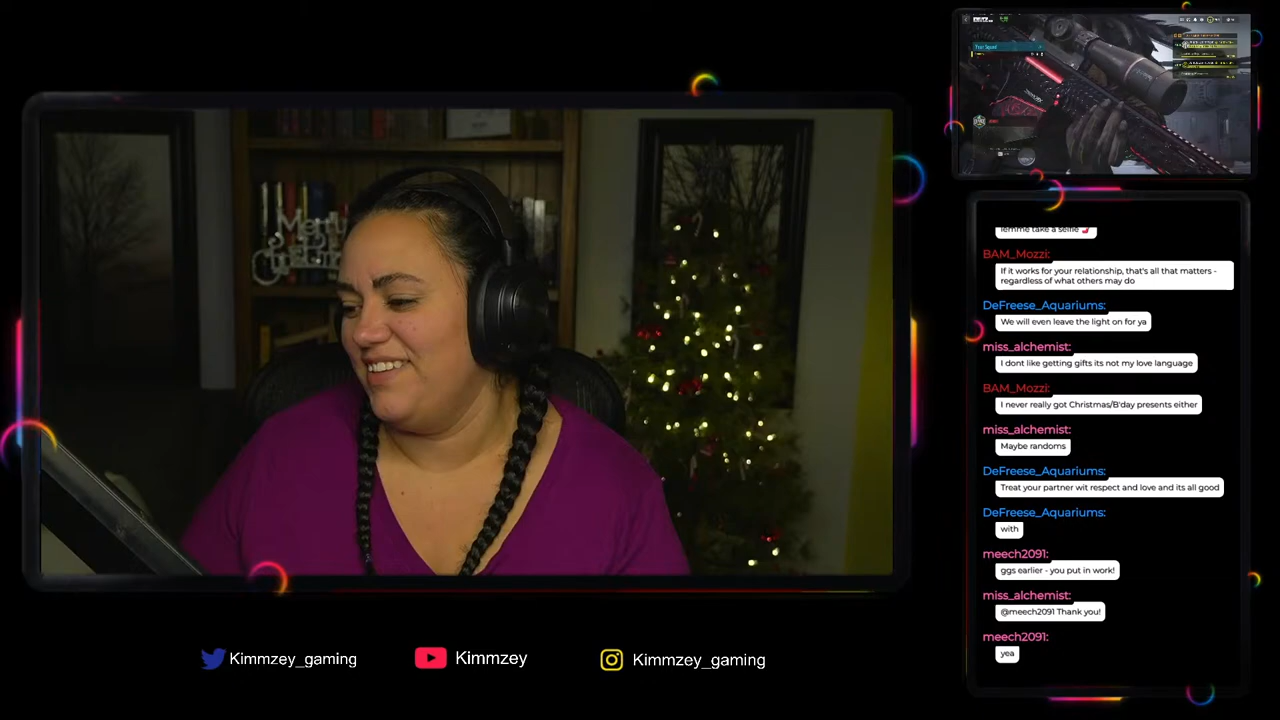 Merry
Christmas
Kimmzey_gaming
Kimmzey
Kimmzey_gaming
Your Squad
lemme take a selfie
BAM_Mozzi:
If it works for your relationship, that's all that matters -
regardless of what others may do
DeFreese_Aquariums:
We will even leave the light on for ya
miss_alchemist:
I dont like getting gifts its not my love language
BAM_Mozzi:
I never really got Christmas/B'day presents either
miss_alchemist:
Maybe randoms
DeFreese_Aquariums:
Treat your partner wit respect and love and its all good
DeFreese_Aquariums:
with
meech2091:
ggs earlier - you put in work!
miss_alchemist:
@meech2091 Thank you!
meech2091:
yea